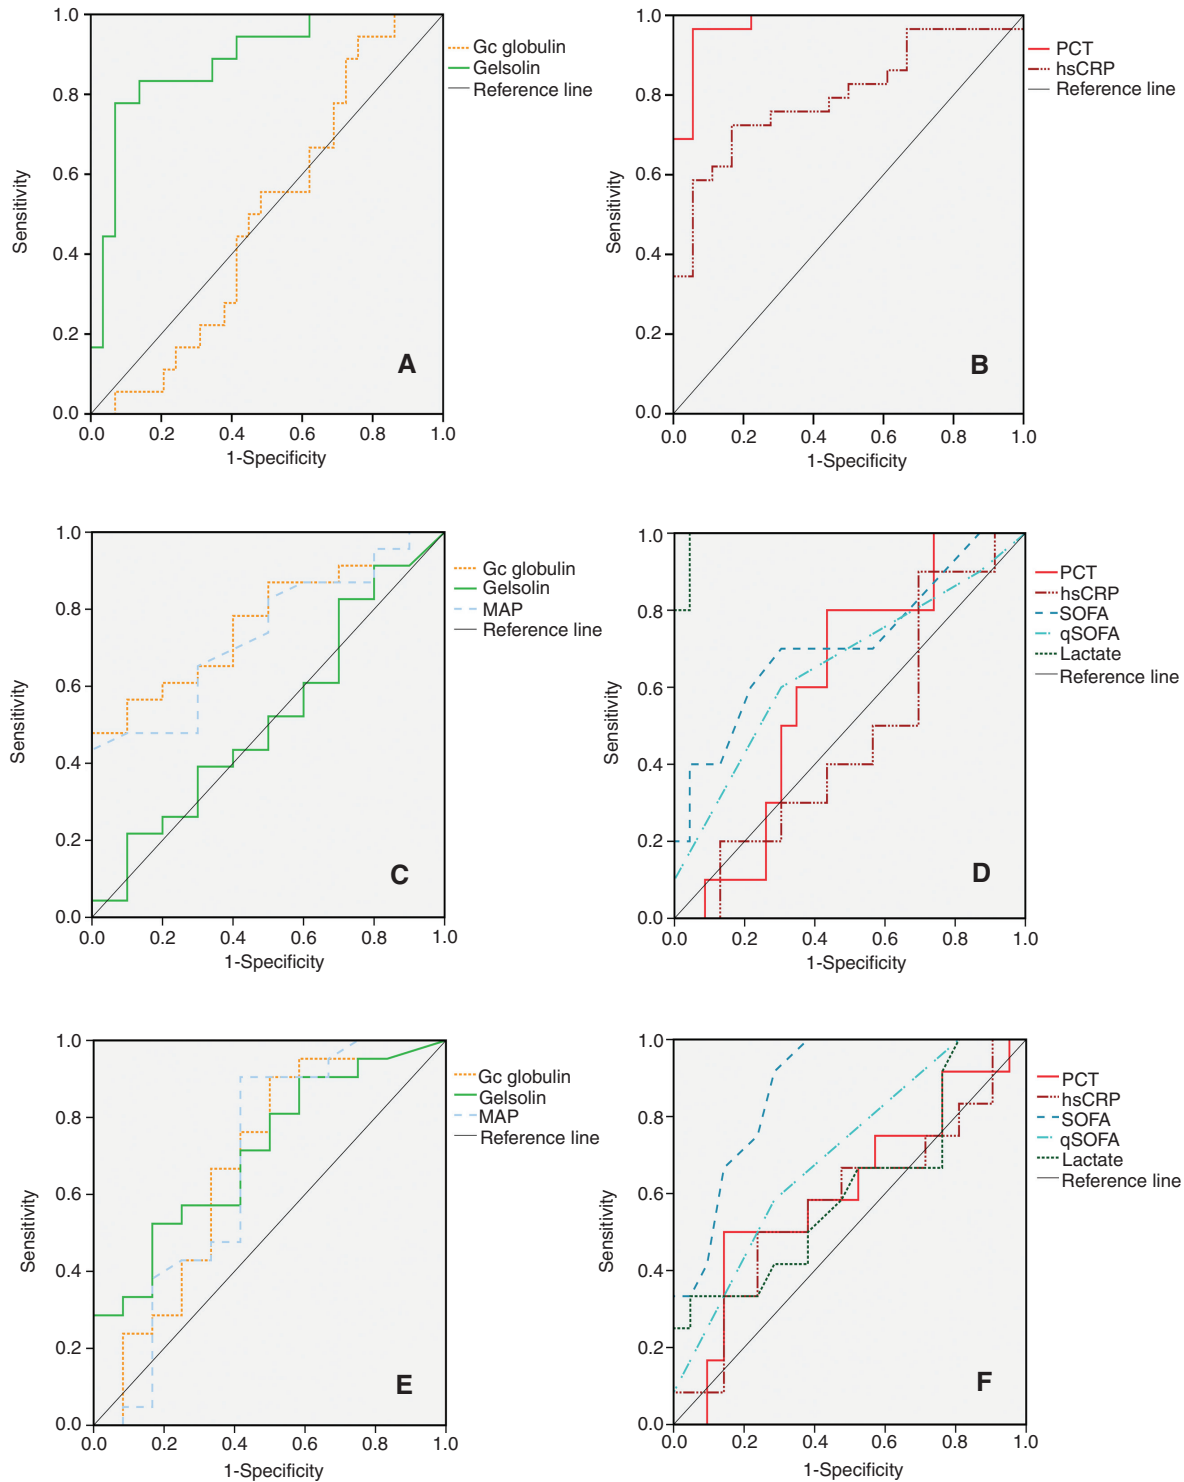 1.0
0.8
0.6
0.4
0.2
0.0
Sensitivity
0.0 0.2 0.4 0.6 0.8 1.0
1-Specificity
A
Gc globulin
Gelsolin
Reference line
1.0
0.8
0.6
0.4
0.2
0.0
Sensitivity
0.0 0.2 0.4 0.6 0.8 1.0
1-Specificity
B
PCT
hsCRP
Reference line
1.0
0.8
0.6
0.4
0.2
0.0
Sensitivity
0.0 0.2 0.4 0.6 0.8 1.0
1-Specificity
C
Gc globulin
Gelsolin
MAP
Reference line
1.0
0.8
0.6
0.4
0.2
0.0
Sensitivity
0.0 0.2 0.4 0.6 0.8 1.0
1-Specificity
D
PCT
hsCRP
SOFA
qSOFA
Lactate
Reference line
1.0
0.8
0.6
0.4
0.2
0.0
Sensitivity
0.0 0.2 0.4 0.6 0.8 1.0
1-Specificity
E
Gc globulin
Gelsolin
MAP
Reference line
1.0
0.8
0.6
0.4
0.2
0.0
Sensitivity
0.0 0.2 0.4 0.6 0.8 1.0
1-Specificity
F
PCT
hsCRP
SOFA
qSOFA
Lactate
Reference line